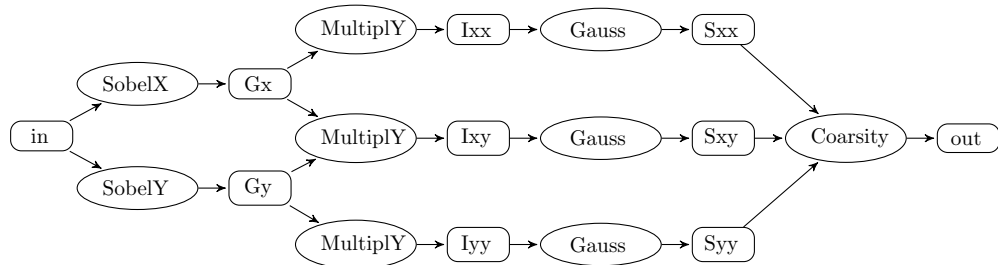 MultiplY
Ixx
Gauss
Sxx
SobelX
Gx
in
MultiplY
Ixy
Gauss
Sxy
Coarsity
out
SobelY
Gy
MultiplY
Iyy
Gauss
Syy